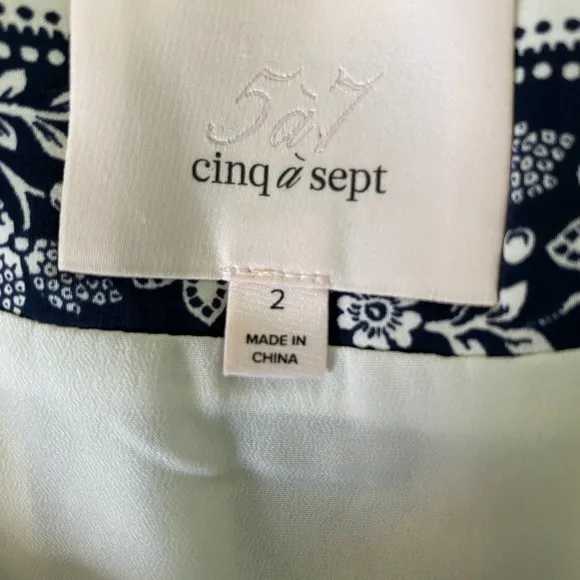 5à7
cinq à sept
2
MADE IN
CHINA